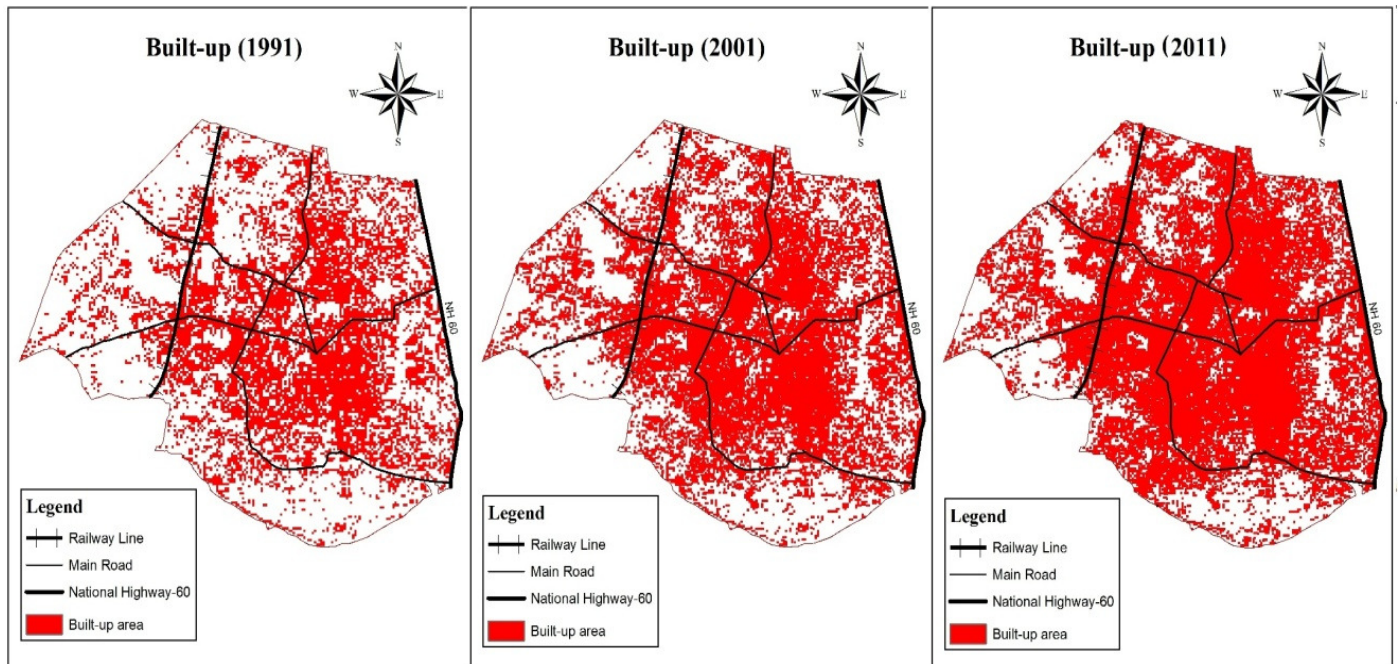 Built-up (1991)
N
W
E
S
NH 60
Legend
Railway Line
Main Road
National Highway-60
Built-up area
Built-up (2001)
N
W
E
S
NH 60
Legend
Railway Line
Main Road
National Highway-60
Built-up area
Built-up (2011)
N
W
E
S
NH 60
Legend
Railway Line
Main Road
National Highway-60
Built-up area